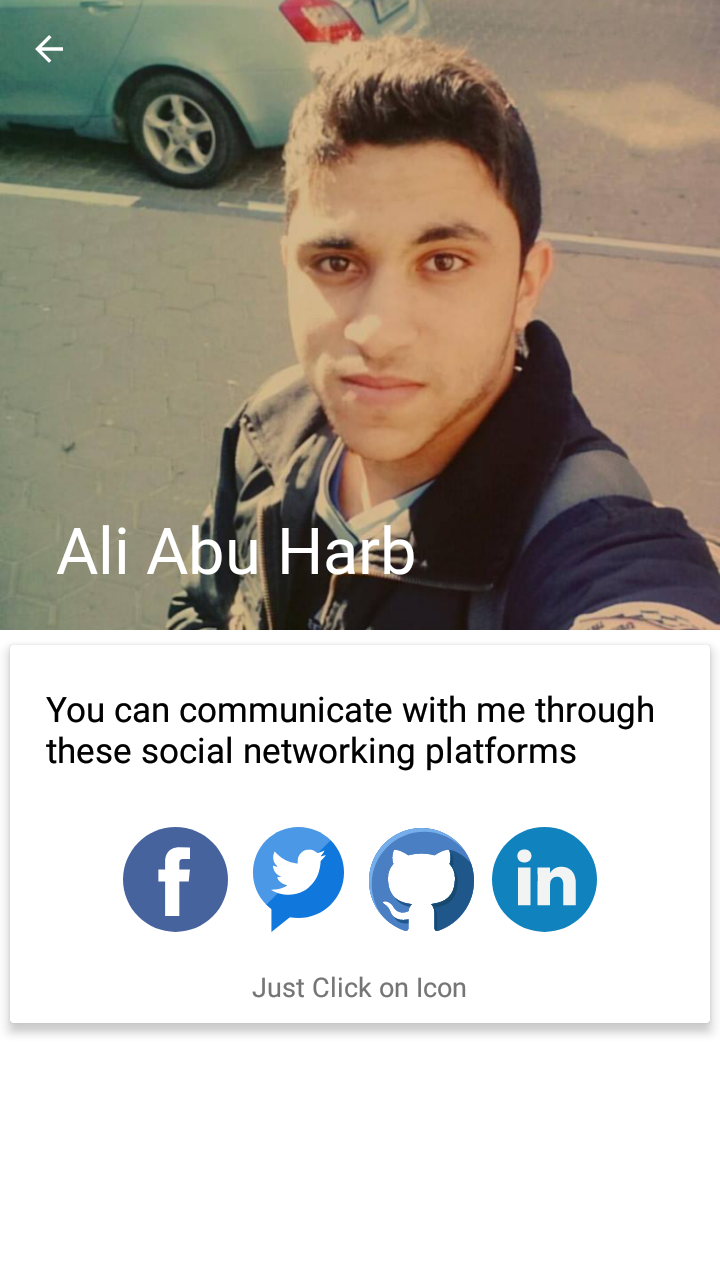 Ali Abu Harb
You can communicate with me through
these social networking platforms
f
in
Just Click on Icon